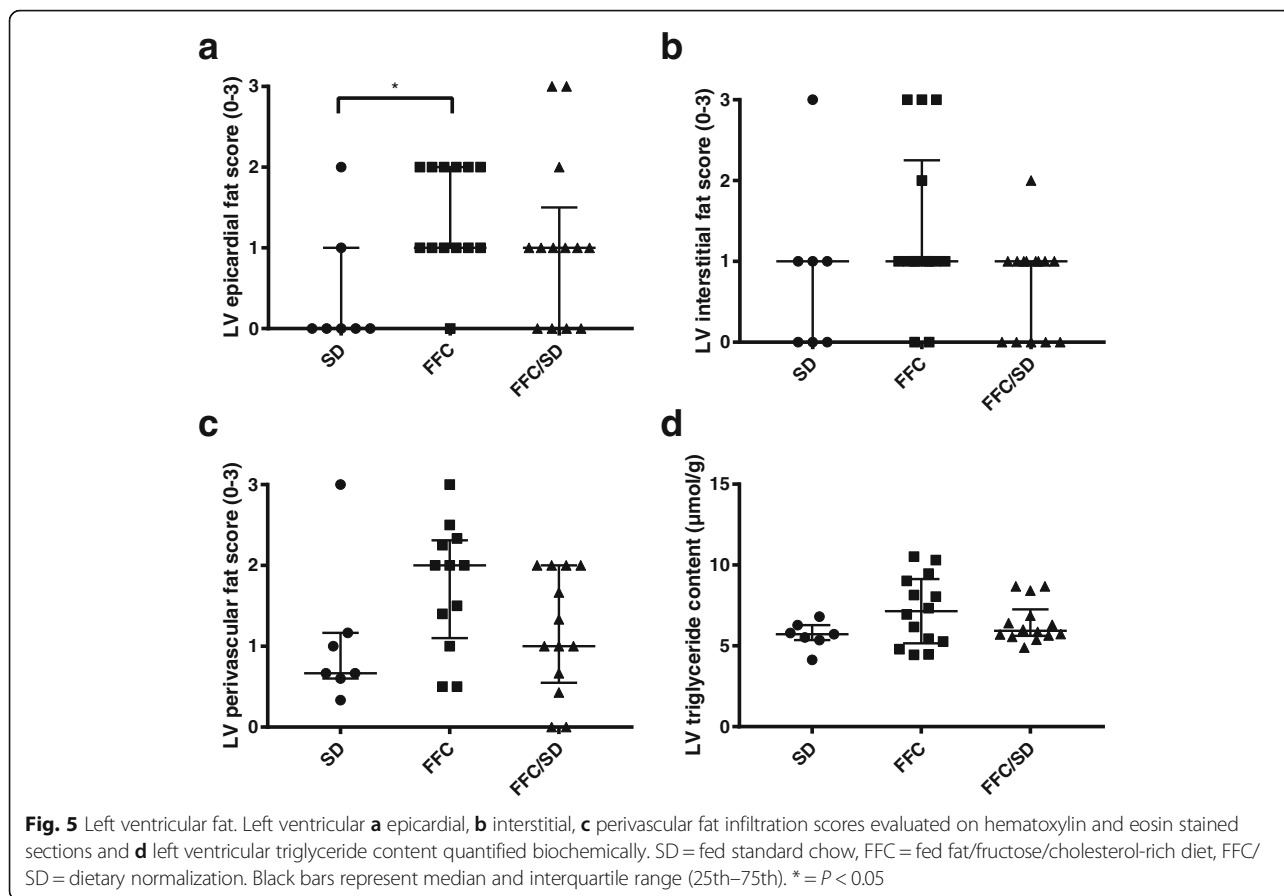 a
LV epicardial fat score (0-3)
3
2
1
0
*
SD
FFC
FFC/SD
b
LV interstitial fat score (0-3)
3
2
1
0
SD
FFC
FFC/SD
c
LV perivascular fat score (0-3)
3
2
1
0
SD
FFC
FFC/SD
d
LV triglyceride content (µmol/g)
15
10
5
0
SD
FFC
FFC/SD
Fig. 5 Left ventricular fat. Left ventricular a epicardial, b interstitial, c perivascular fat infiltration scores evaluated on hematoxylin and eosin stained
sections and d left ventricular triglyceride content quantified biochemically. SD = fed standard chow, FFC = fed fat/fructose/cholesterol-rich diet, FFC/
SD = dietary normalization. Black bars represent median and interquartile range (25th–75th). * = P < 0.05